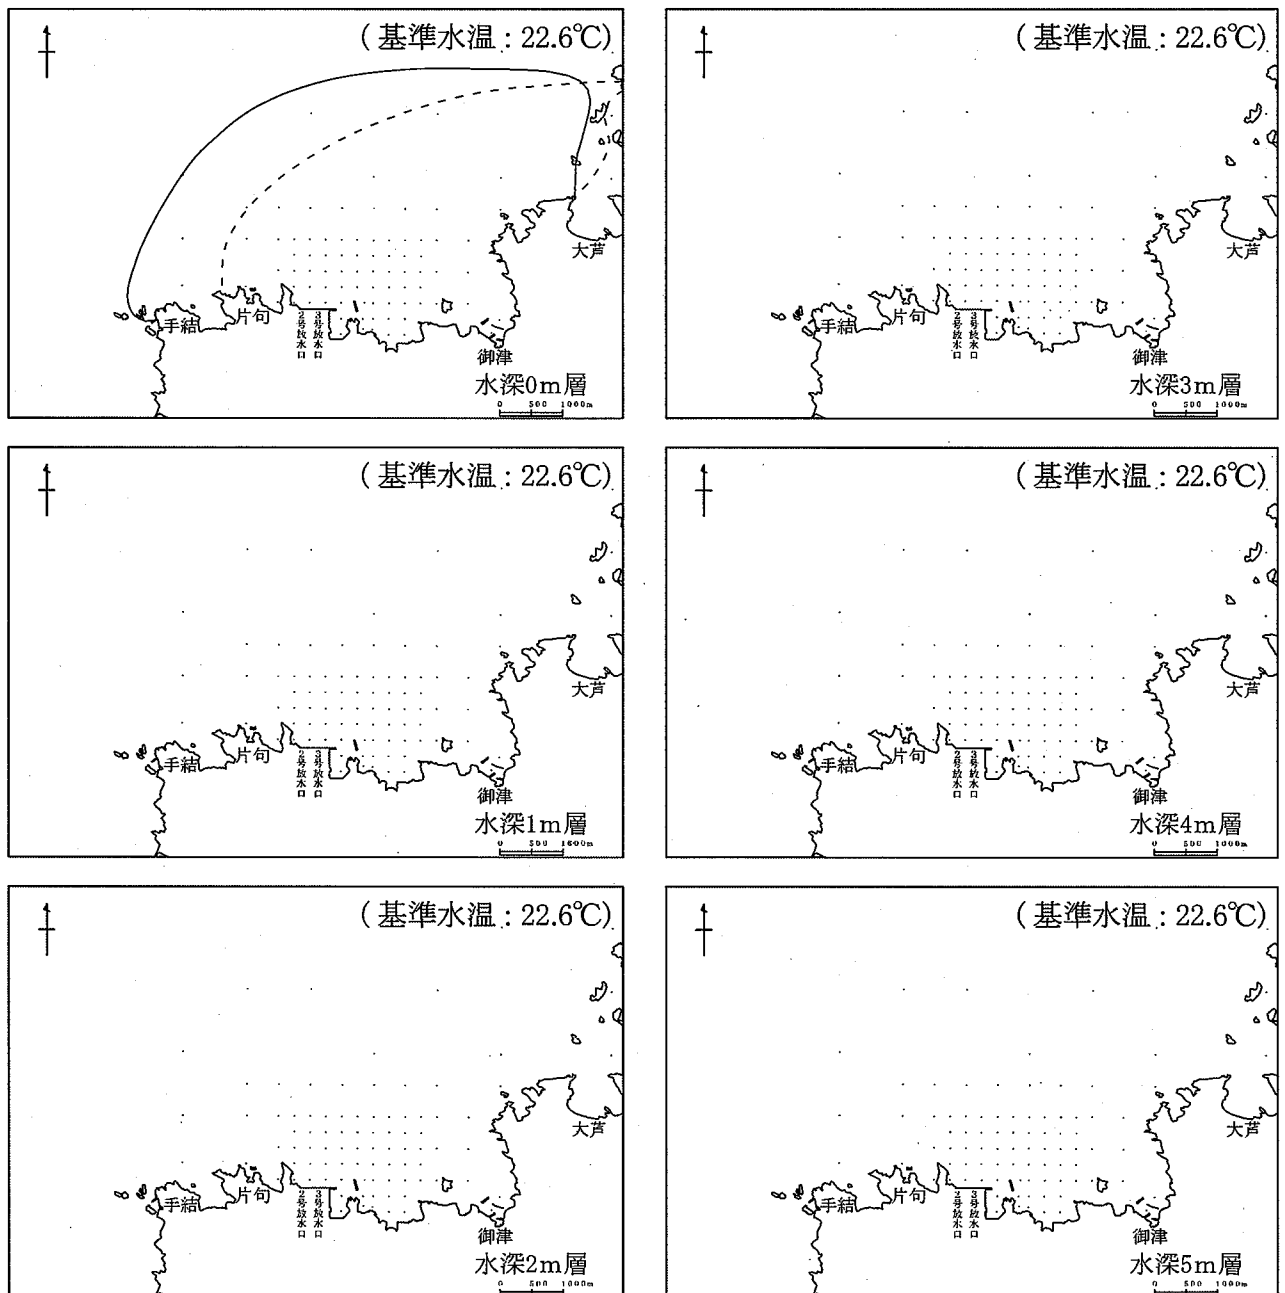 (基準水温:22.6℃)
大芦
手結
片句
2号放水口
3号放水口
御津
水深0m層
0 500 1000m
(基準水温:22.6℃)
大芦
手結
片句
2号放水口
3号放水口
御津
水深3m層
0 500 1000m
(基準水温:22.6℃)
大芦
手結
片句
2号放水口
3号放水口
御津
水深1m層
0 500 1000m
(基準水温:22.6℃)
大芦
手結
片句
2号放水口
3号放水口
御津
水深4m層
0 500 1000m
(基準水温:22.6℃)
大芦
手結
片句
2号放水口
3号放水口
御津
水深2m層
0 500 1000m
(基準水温:22.6℃)
大芦
手結
片句
2号放水口
3号放水口
御津
水深5m層
0 500 1000m